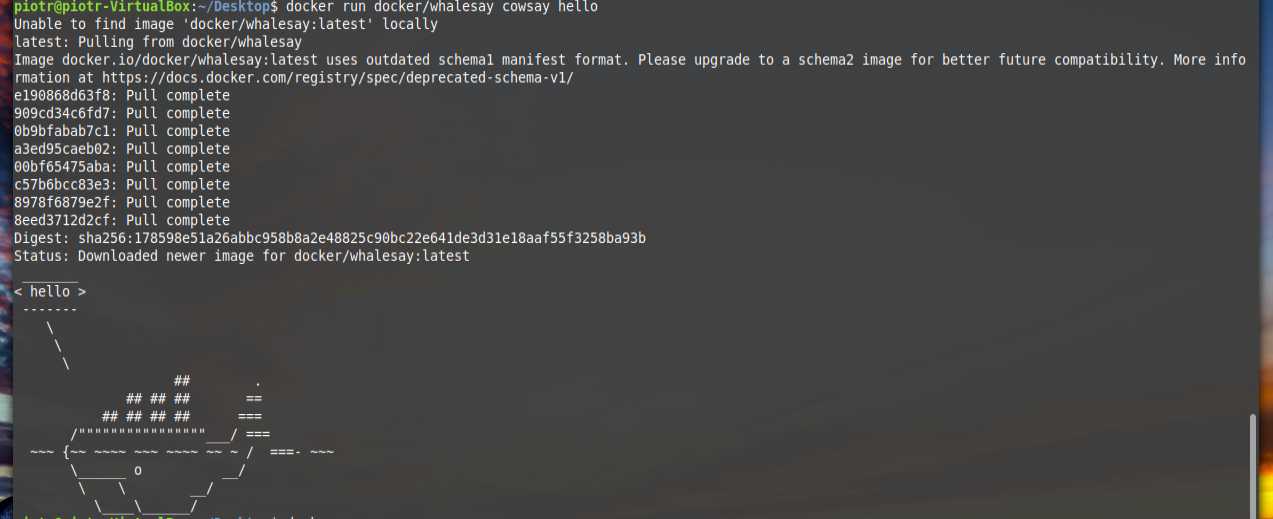 piotr@piotr-VirtualBox:~/Desktop$ docker run docker/whalesay cowsay hello
Unable to find image 'docker/whalesay:latest' locally
latest: Pulling from docker/whalesay
Image docker.io/docker/whalesay:latest uses outdated schema1 manifest format. Please upgrade to a schema2 image for better future compatibility. More info
rmation at https://docs.docker.com/registry/spec/deprecated-schema-v1/
e190868d63f8: Pull complete
909cd34c6fd7: Pull complete
0b9bfabab7c1: Pull complete
a3ed95caeb02: Pull complete
00bf65475aba: Pull complete
c57b6bcc83e3: Pull complete
8978f6879e2f: Pull complete
8eed3712d2cf: Pull complete
Digest: sha256:178598e51a26abbc958b8a2e48825c90bc22e641de3d31e18aaf55f3258ba93b
Status: Downloaded newer image for docker/whalesay:latest
 _______
< hello >
 -------
    \
     \
      \
                    ##        .
              ## ## ##       ==
           ## ## ## ##      ===
       /""""""""""""""""___/ ===
  ~~~ {~~ ~~~~ ~~~ ~~~~ ~~ ~ /  ===- ~~~
       \______ o          __/
        \    \        __/
          \____\______/